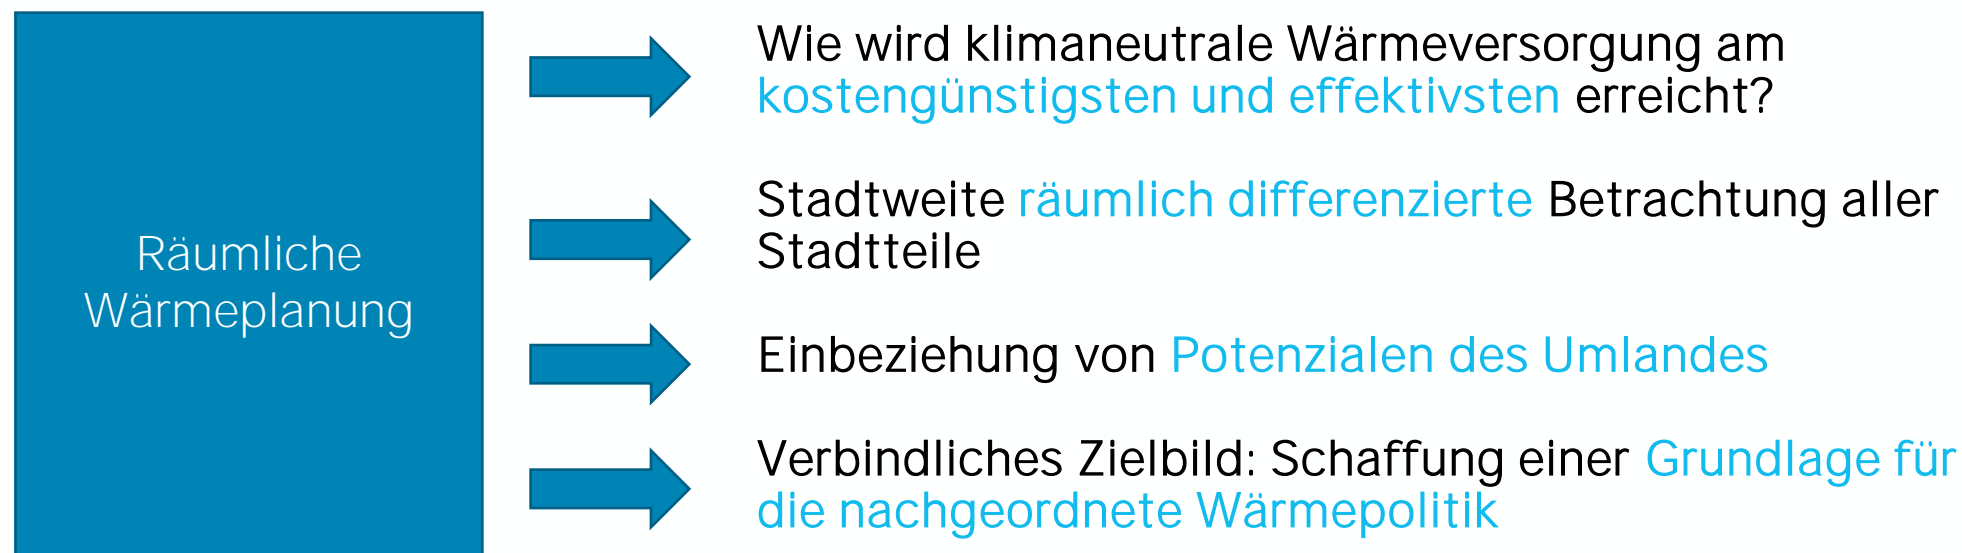 Räumliche
Wärmeplanung
Wie wird klimaneutrale Wärmeversorgung am
kostengünstigsten und effektivsten erreicht?
Stadtweite räumlich differenzierte Betrachtung aller
Stadtteile
Einbeziehung von Potenzialen des Umlandes
Verbindliches Zielbild: Schaffung einer Grundlage für
die nachgeordnete Wärmepolitik